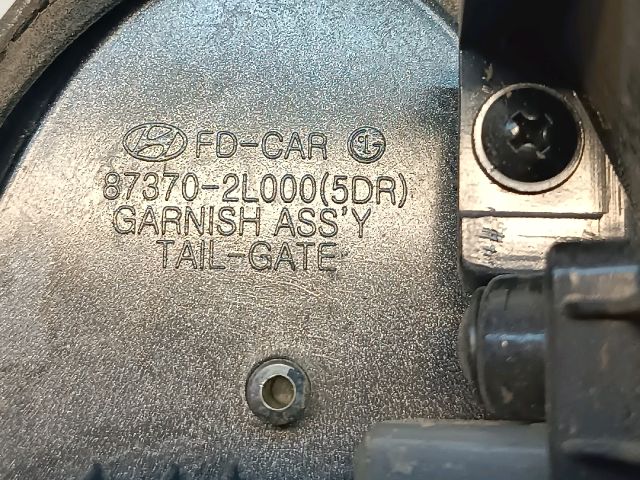 FD-CAR
87370-2L000(5DR)
GARNISH ASS'Y
TAIL-GATE